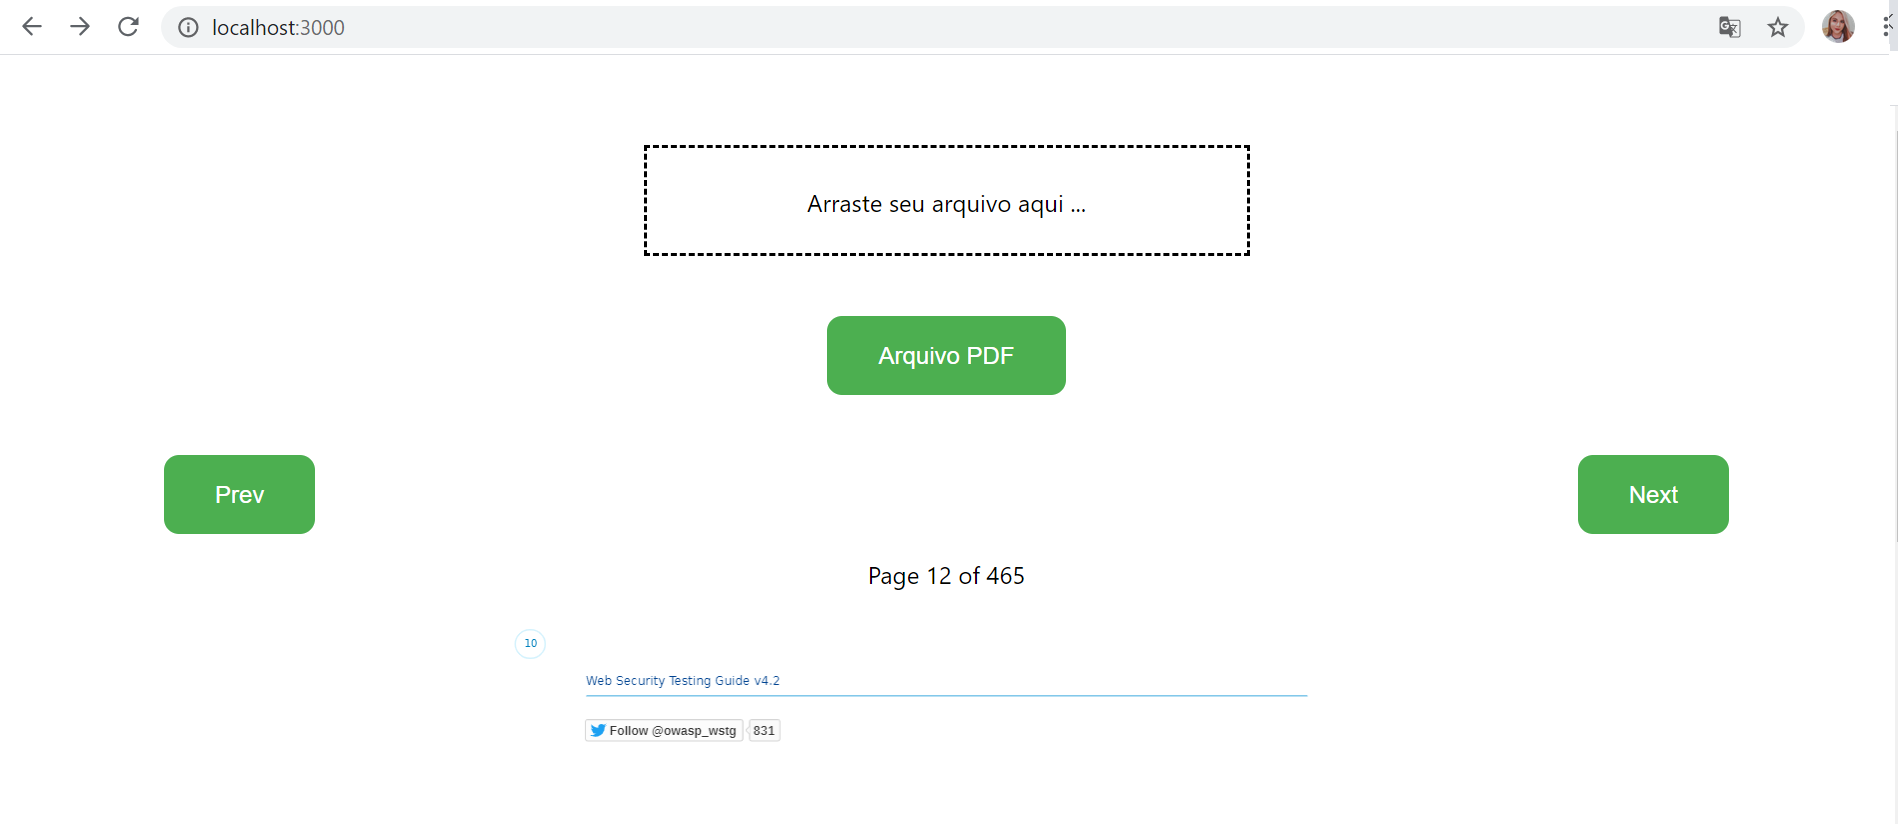 localhost:3000
Arraste seu arquivo aqui ...
Arquivo PDF
Prev
Next
Page 12 of 465
10
Web Security Testing Guide v4.2
Follow @owasp_wstg 831